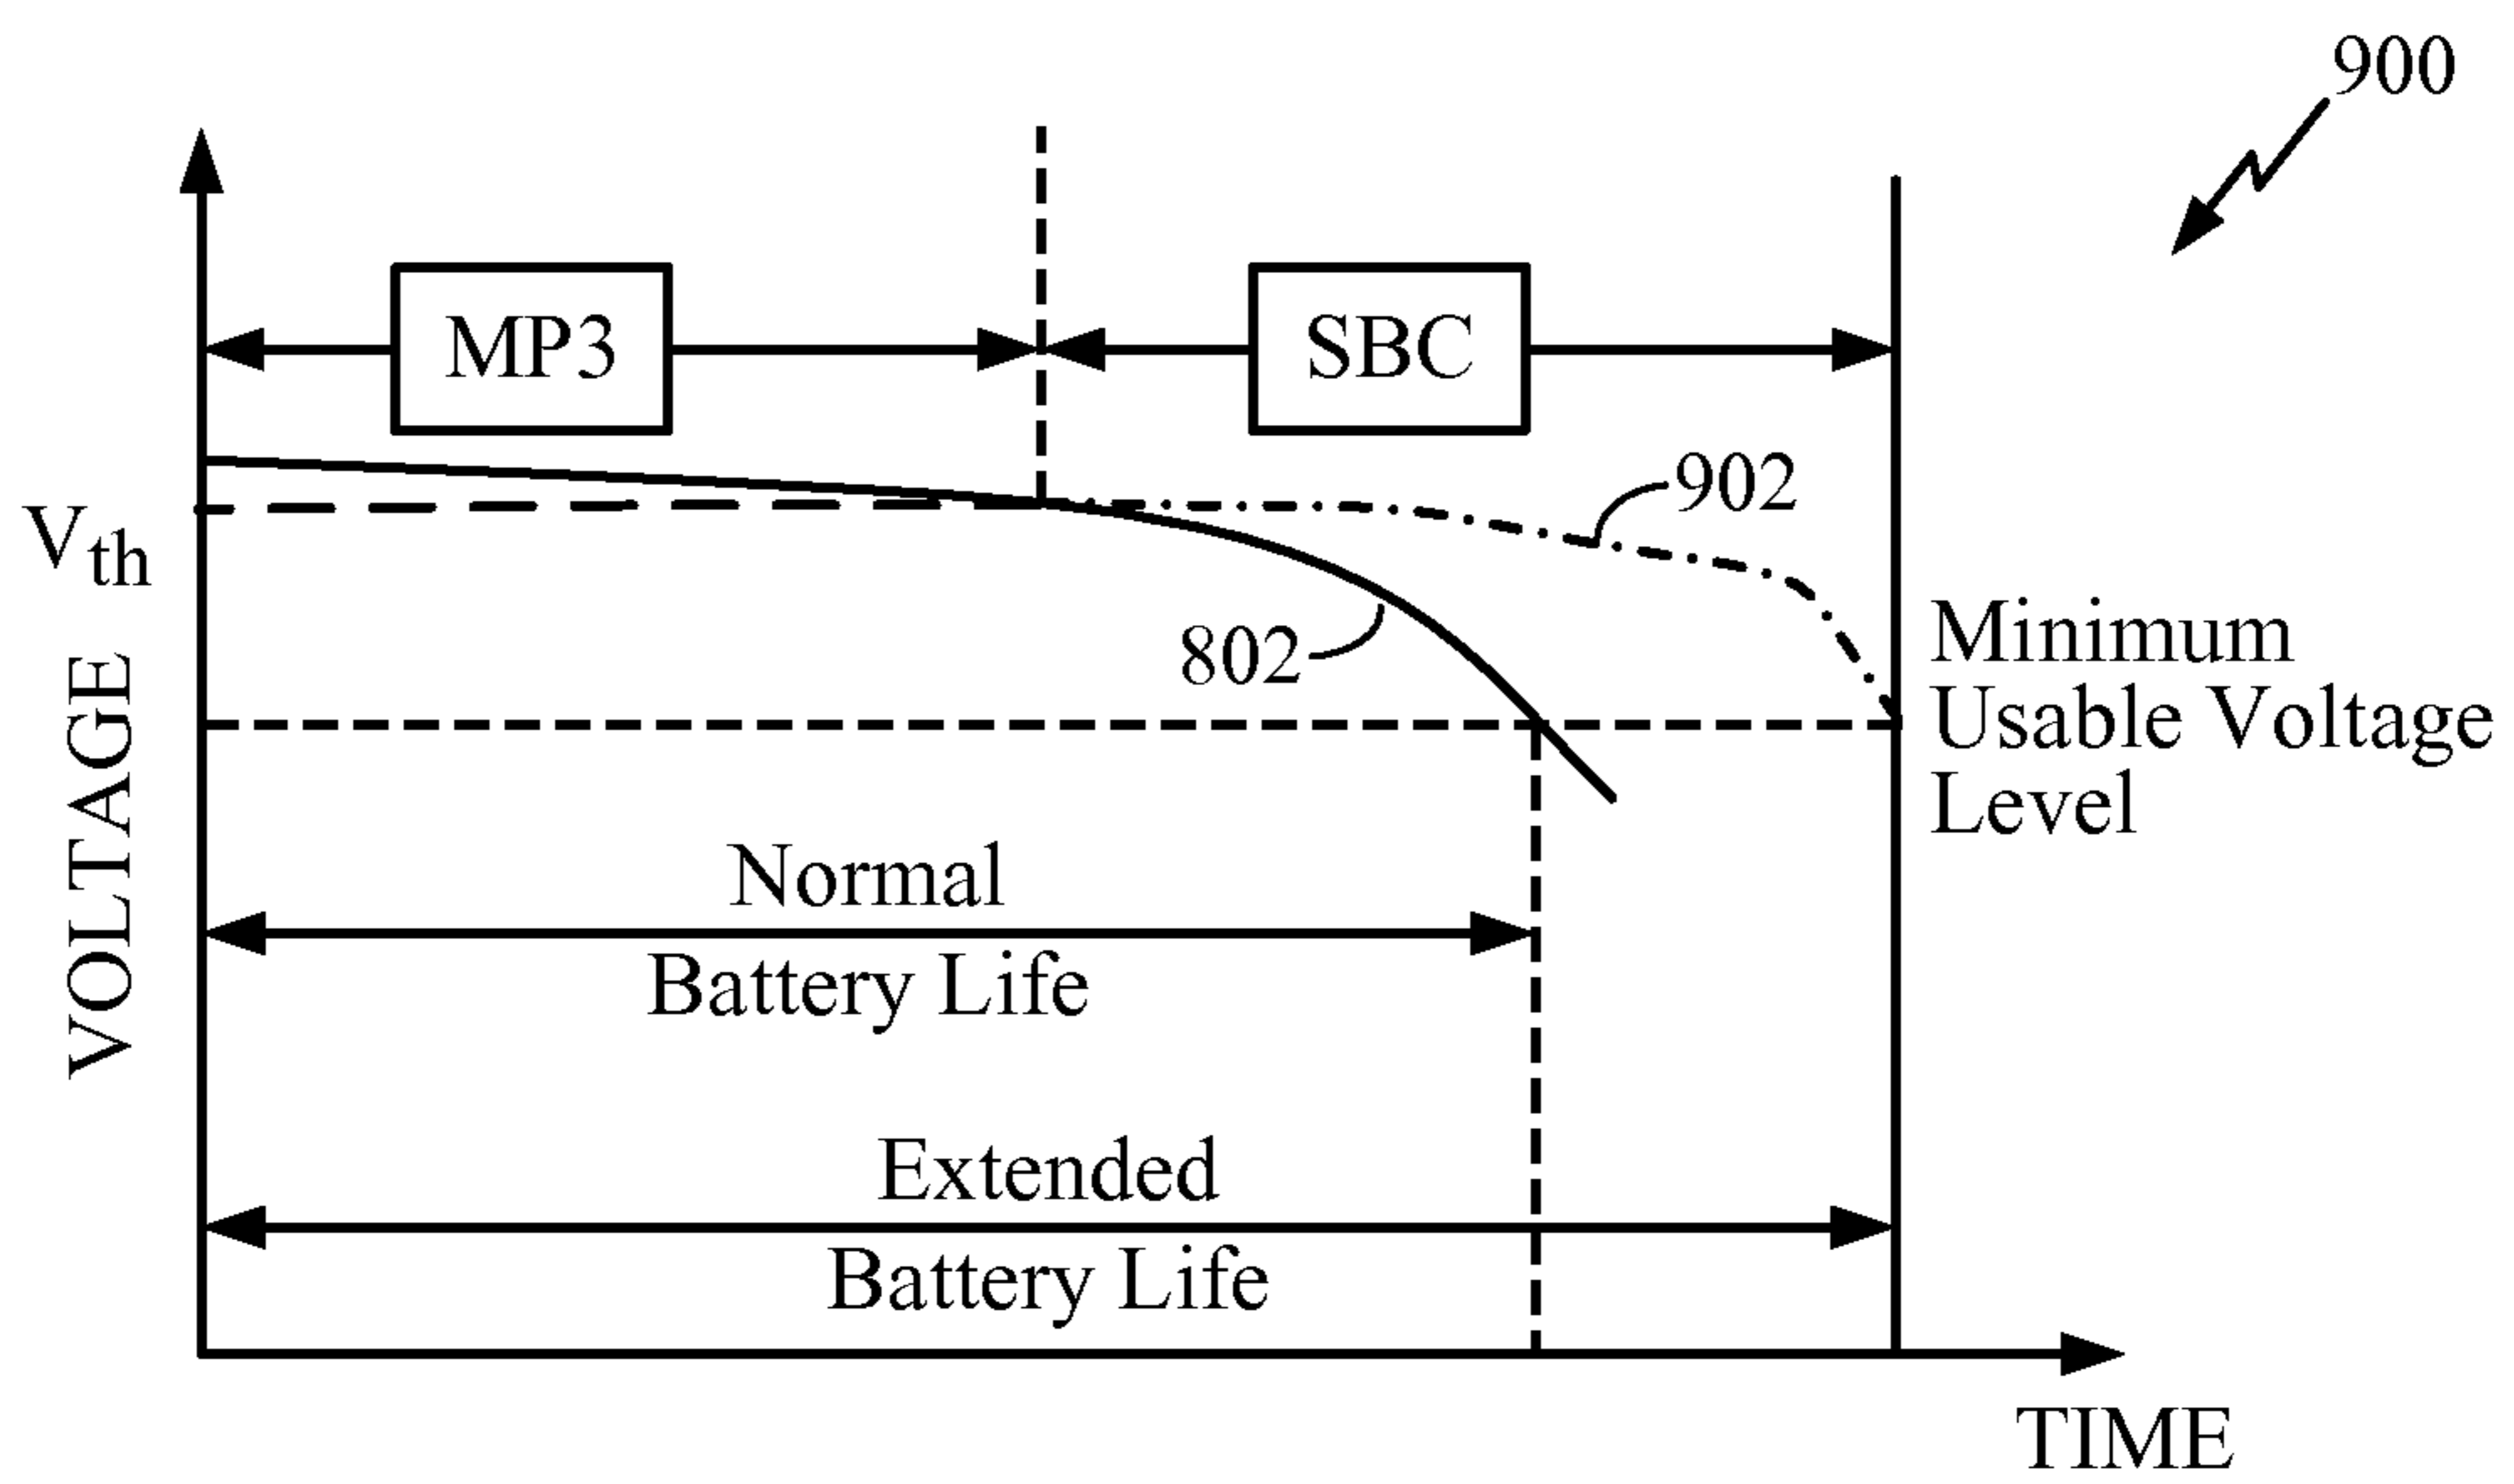 900
MP3
SBC
902
Vth
802
Minimum
Usable Voltage
Level
VOLTAGE
Normal
Battery Life
Extended
Battery Life
TIME